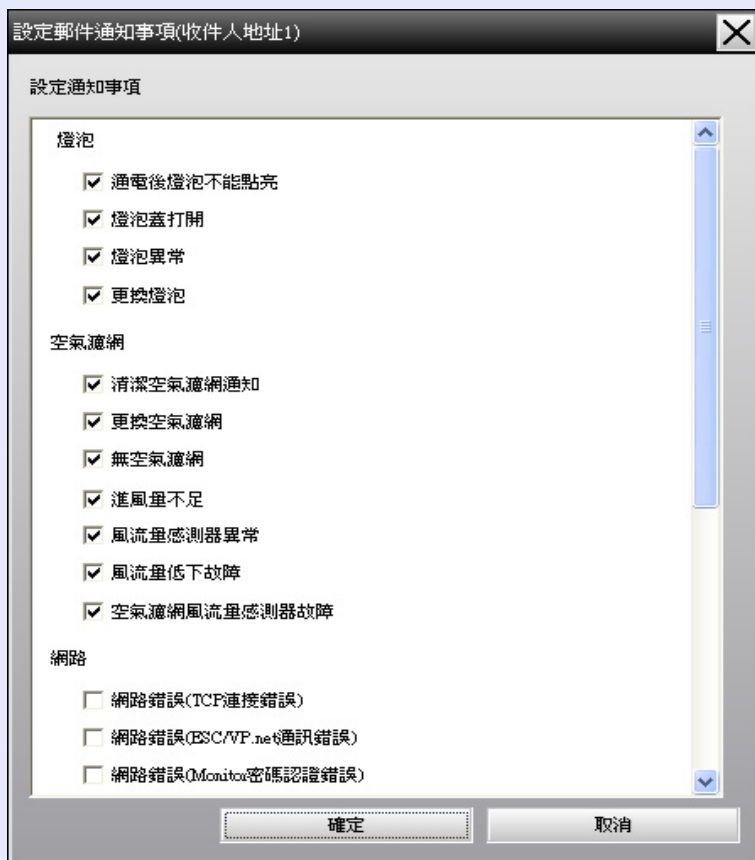 設定郵件通知事項(收件人地址1)
設定通知事項
燈泡
通電後燈泡不能點亮
燈泡蓋打開
燈泡異常
更換燈泡
空氣濾網
清潔空氣濾網通知
更換空氣濾網
無空氣濾網
進風量不足
風流量感測器異常
風流量低下故障
空氣濾網風流量感測器故障
網路
網路錯誤(TCP連接錯誤)
網路錯誤(ESC/VP.net通訊錯誤)
網路錯誤(Monitor密碼認證錯誤)
確定
取消